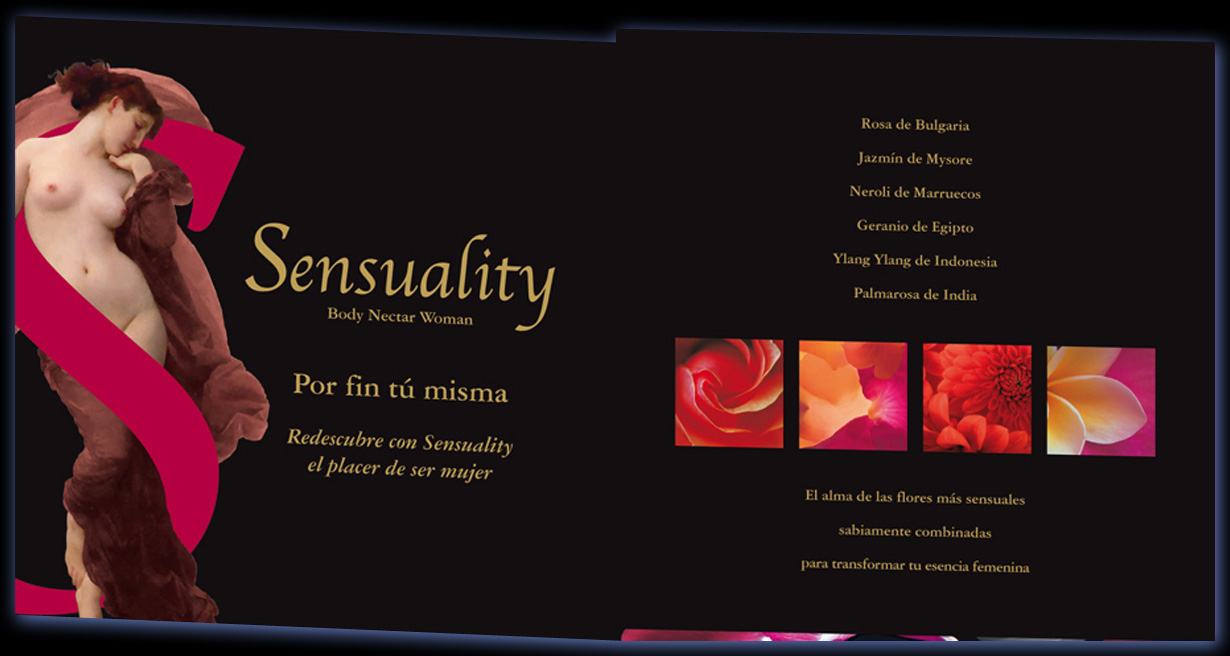 Sensuality
Body Nectar Woman
Por fin tú misma
Redescubre con Sensuality
el placer de ser mujer
Rosa de Bulgaria
Jazmín de Mysore
Neroli de Marruecos
Geranio de Egipto
Ylang Ylang de Indonesia
Palmarosa de India
El alma de las flores más sensuales
sabiamente combinadas
para transformar tu esencia femenina